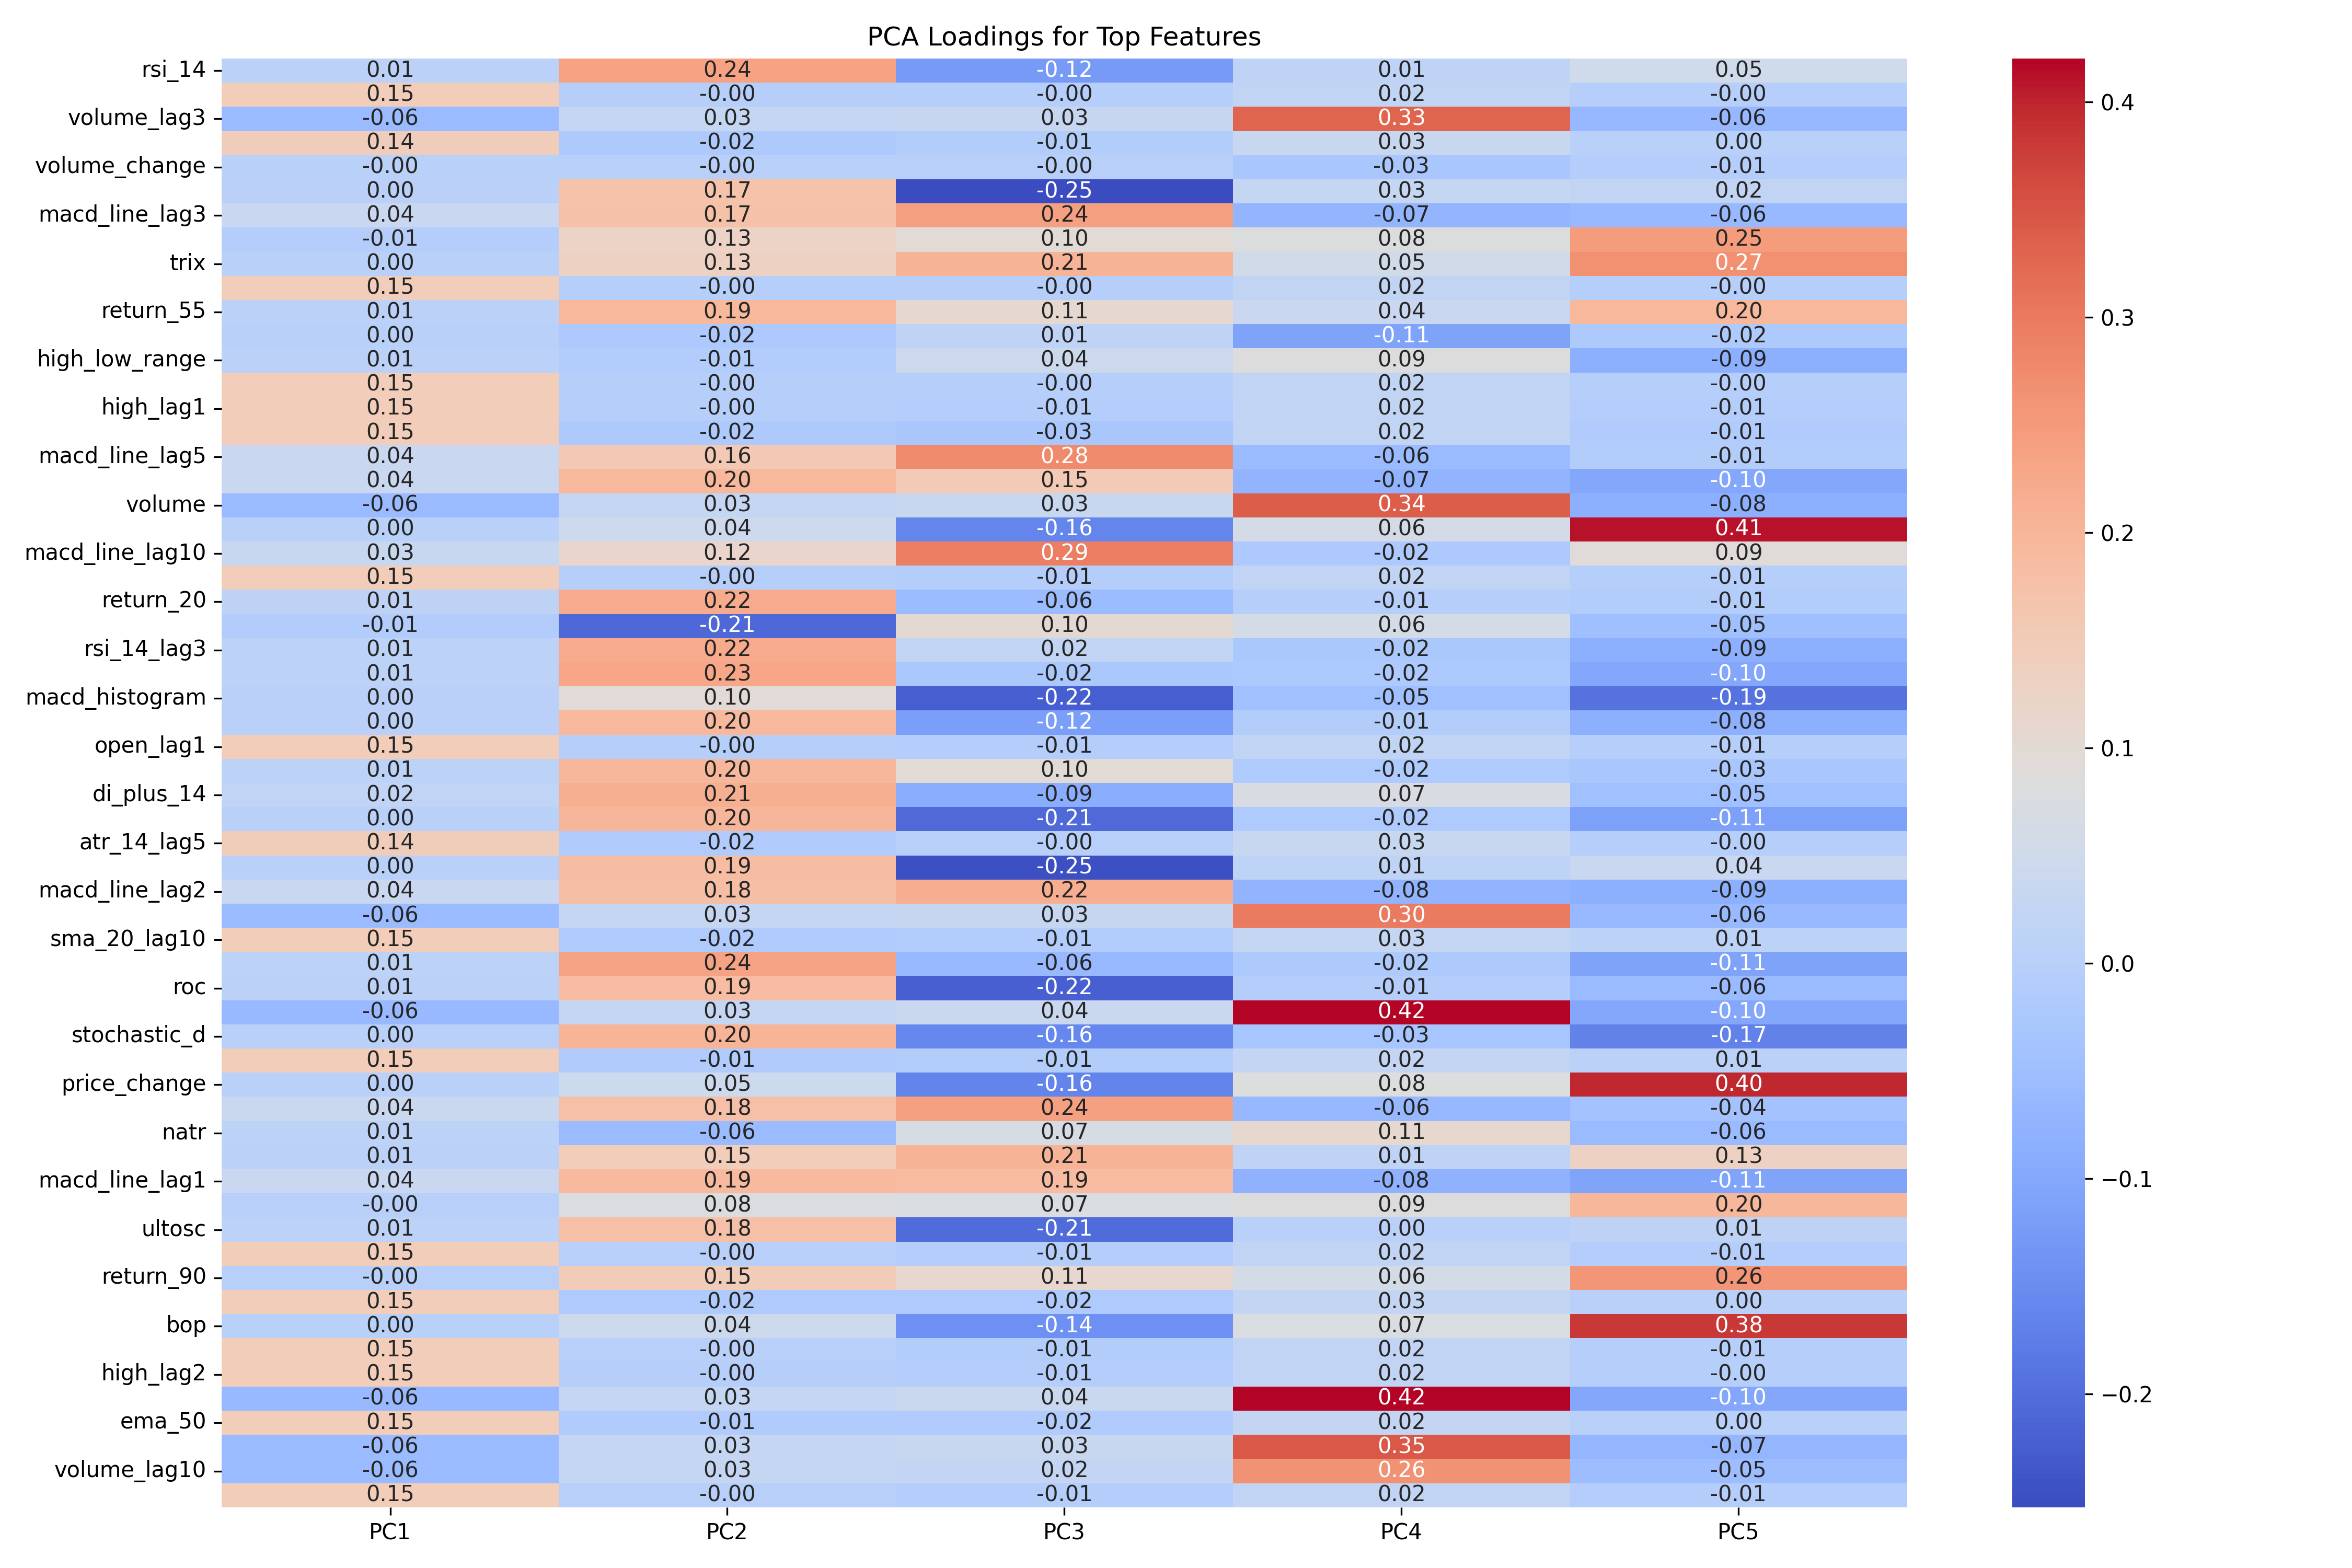 PCA Loadings for Top Features
rsi_14 0.01 0.24 -0.12 0.01 0.05
0.15 -0.00 -0.00 0.02 -0.00
volume_lag3 -0.06 0.03 0.03 0.33 -0.06
0.14 -0.02 -0.01 0.03 0.00
volume_change -0.00 -0.00 -0.00 -0.03 -0.01
0.00 0.17 -0.25 0.03 0.02
macd_line_lag3 0.04 0.17 0.24 -0.07 -0.06
-0.01 0.13 0.10 0.08 0.25
trix 0.00 0.13 0.21 0.05 0.27
0.15 -0.00 -0.00 0.02 -0.00
return_55 0.01 0.19 0.11 0.04 0.20
0.00 -0.02 0.01 -0.11 -0.02
high_low_range 0.01 -0.01 0.04 0.09 -0.09
0.15 -0.00 -0.00 0.02 -0.00
high_lag1 0.15 -0.00 -0.01 0.02 -0.01
0.15 -0.02 -0.03 0.02 -0.01
macd_line_lag5 0.04 0.16 0.28 -0.06 -0.01
0.04 0.20 0.15 -0.07 -0.10
volume -0.06 0.03 0.03 0.34 -0.08
0.00 0.04 -0.16 0.06 0.41
macd_line_lag10 0.03 0.12 0.29 -0.02 0.09
0.15 -0.00 -0.01 0.02 -0.01
return_20 0.01 0.22 -0.06 -0.01 -0.01
-0.01 -0.21 0.10 0.06 -0.05
rsi_14_lag3 0.01 0.22 0.02 -0.02 -0.09
0.01 0.23 -0.02 -0.02 -0.10
macd_histogram 0.00 0.10 -0.22 -0.05 -0.19
0.00 0.20 -0.12 -0.01 -0.08
open_lag1 0.15 -0.00 -0.01 0.02 -0.01
0.01 0.20 0.10 -0.02 -0.03
di_plus_14 0.02 0.21 -0.09 0.07 -0.05
0.00 0.20 -0.21 -0.02 -0.11
atr_14_lag5 0.14 -0.02 -0.00 0.03 -0.00
0.00 0.19 -0.25 0.01 0.04
macd_line_lag2 0.04 0.18 0.22 -0.08 -0.09
-0.06 0.03 0.03 0.30 -0.06
sma_20_lag10 0.15 -0.02 -0.01 0.03 0.01
0.01 0.24 -0.06 -0.02 -0.11
roc 0.01 0.19 -0.22 -0.01 -0.06
-0.06 0.03 0.04 0.42 -0.10
stochastic_d 0.00 0.20 -0.16 -0.03 -0.17
0.15 -0.01 -0.01 0.02 0.01
price_change 0.00 0.05 -0.16 0.08 0.40
0.04 0.18 0.24 -0.06 -0.04
natr 0.01 -0.06 0.07 0.11 -0.06
0.01 0.15 0.21 0.01 0.13
macd_line_lag1 0.04 0.19 0.19 -0.08 -0.11
-0.00 0.08 0.07 0.09 0.20
ultosc 0.01 0.18 -0.21 0.00 0.01
0.15 -0.00 -0.01 0.02 -0.01
return_90 -0.00 0.15 0.11 0.06 0.26
0.15 -0.02 -0.02 0.03 0.00
bop 0.00 0.04 -0.14 0.07 0.38
0.15 -0.00 -0.01 0.02 -0.01
high_lag2 0.15 -0.00 -0.01 0.02 -0.00
-0.06 0.03 0.04 0.42 -0.10
ema_50 0.15 -0.01 -0.02 0.02 0.00
-0.06 0.03 0.03 0.35 -0.07
volume_lag10 -0.06 0.03 0.02 0.26 -0.05
0.15 -0.00 -0.01 0.02 -0.01
PC1 PC2 PC3 PC4 PC5
0.4
0.3
0.2
0.1
0.0
−0.1
−0.2